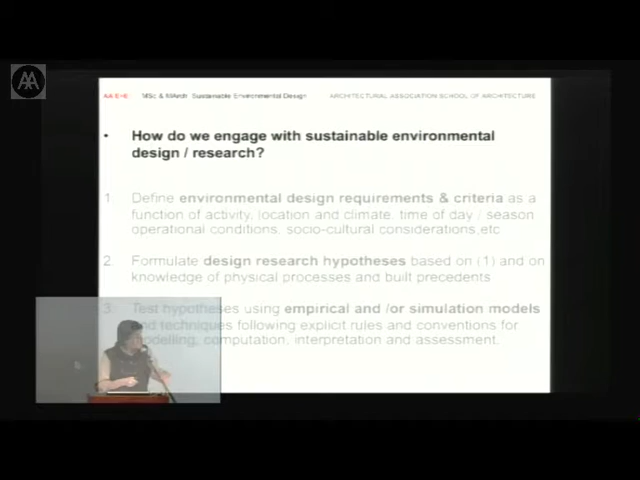 AA
AA E+E MSc & MArch Sustainable Environmental Design ARCHITECTURAL ASSOCIATION SCHOOL OF ARCHITECTURE
• How do we engage with sustainable environmental
design / research?
1. Define environmental design requirements & criteria as a
function of activity, location and climate, time of day / season
operational conditions, socio-cultural considerations,etc
2. Formulate design research hypotheses based on (1) and on
knowledge of physical processes and built precedents
3. Test hypotheses using empirical and /or simulation models
and techniques following explicit rules and conventions for
modelling, computation, interpretation and assessment.